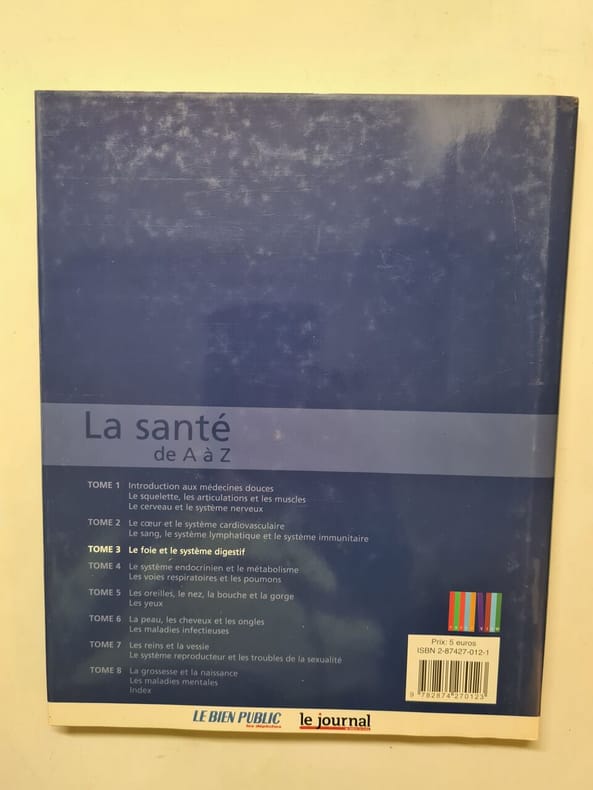 La santé
de A à Z
TOME 1 Introduction aux médecines douces
Le squelette, les articulations et les muscles
Le cerveau et le système nerveux
TOME 2 Le cœur et le système cardiovasculaire
Le sang, le système lymphatique et le système immunitaire
TOME 3 Le foie et le système digestif
TOME 4 Le système endocrinien et le métabolisme
Les voies respiratoires et les poumons
TOME 5 Les oreilles, le nez, la bouche et la gorge
Les yeux
TOME 6 La peau, les cheveux et les ongles
Les maladies infectieuses
TOME 7 Les reins et la vessie
Le système reproducteur et les troubles de la sexualité
TOME 8 La grossesse et la naissance
Les maladies mentales
Index
Prix: 5 euros
ISBN 2-87427-012-1
9 782874 270123
LE BIEN PUBLIC
les dépêches
le journal